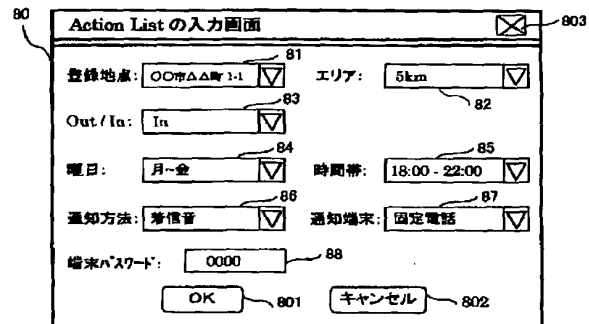 80
Action List の入力画面 803
81
登録地点: 〇〇市△△町 1-1 エリア: 5km
83 82
Out / In: In
84 85
曜日: 月~金 時間帯: 18:00 - 22:00
86 87
通知方法: 着信音 通知端末: 固定電話
端末パスワード: 0000 88
OK 801 キャンセル 802